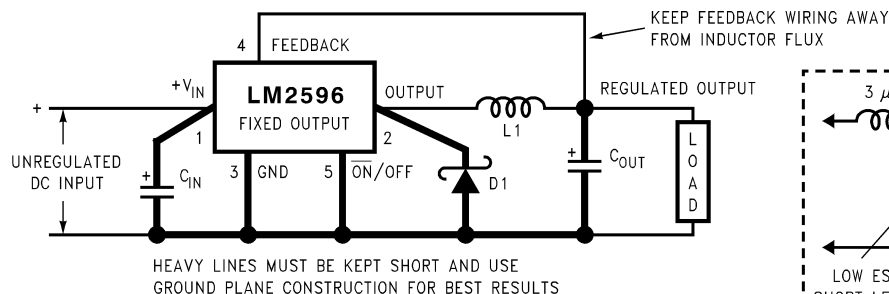 KEEP FEEDBACK WIRING AWAY
FROM INDUCTOR FLUX
4 FEEDBACK
+VIN
LM2596
FIXED OUTPUT
OUTPUT
REGULATED OUTPUT
3 μ
+
1
2
L1
UNREGULATED
DC INPUT
+
CIN
3 GND
5 ON/OFF
D1
+
COUT
LOAD
HEAVY LINES MUST BE KEPT SHORT AND USE
GROUND PLANE CONSTRUCTION FOR BEST RESULTS
LOW ES